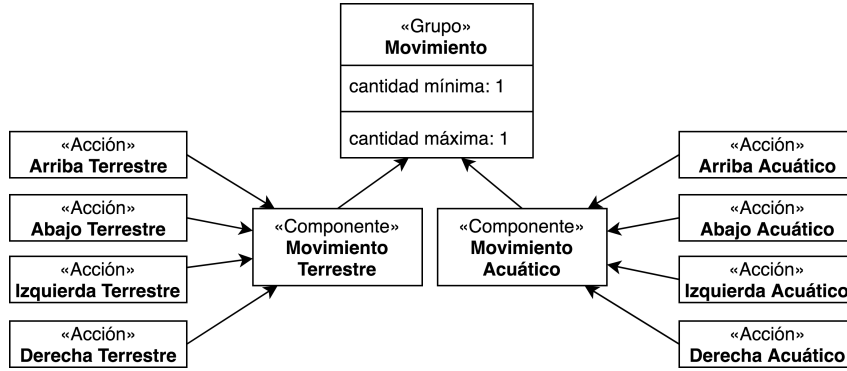 «Grupo»
Movimiento
cantidad mínima: 1
cantidad máxima: 1
«Acción»
Arriba Terrestre
«Acción»
Abajo Terrestre
«Acción»
Izquierda Terrestre
«Acción»
Derecha Terrestre
«Componente»
Movimiento
Terrestre
«Componente»
Movimiento
Acuático
«Acción»
Arriba Acuático
«Acción»
Abajo Acuático
«Acción»
Izquierda Acuático
«Acción»
Derecha Acuático